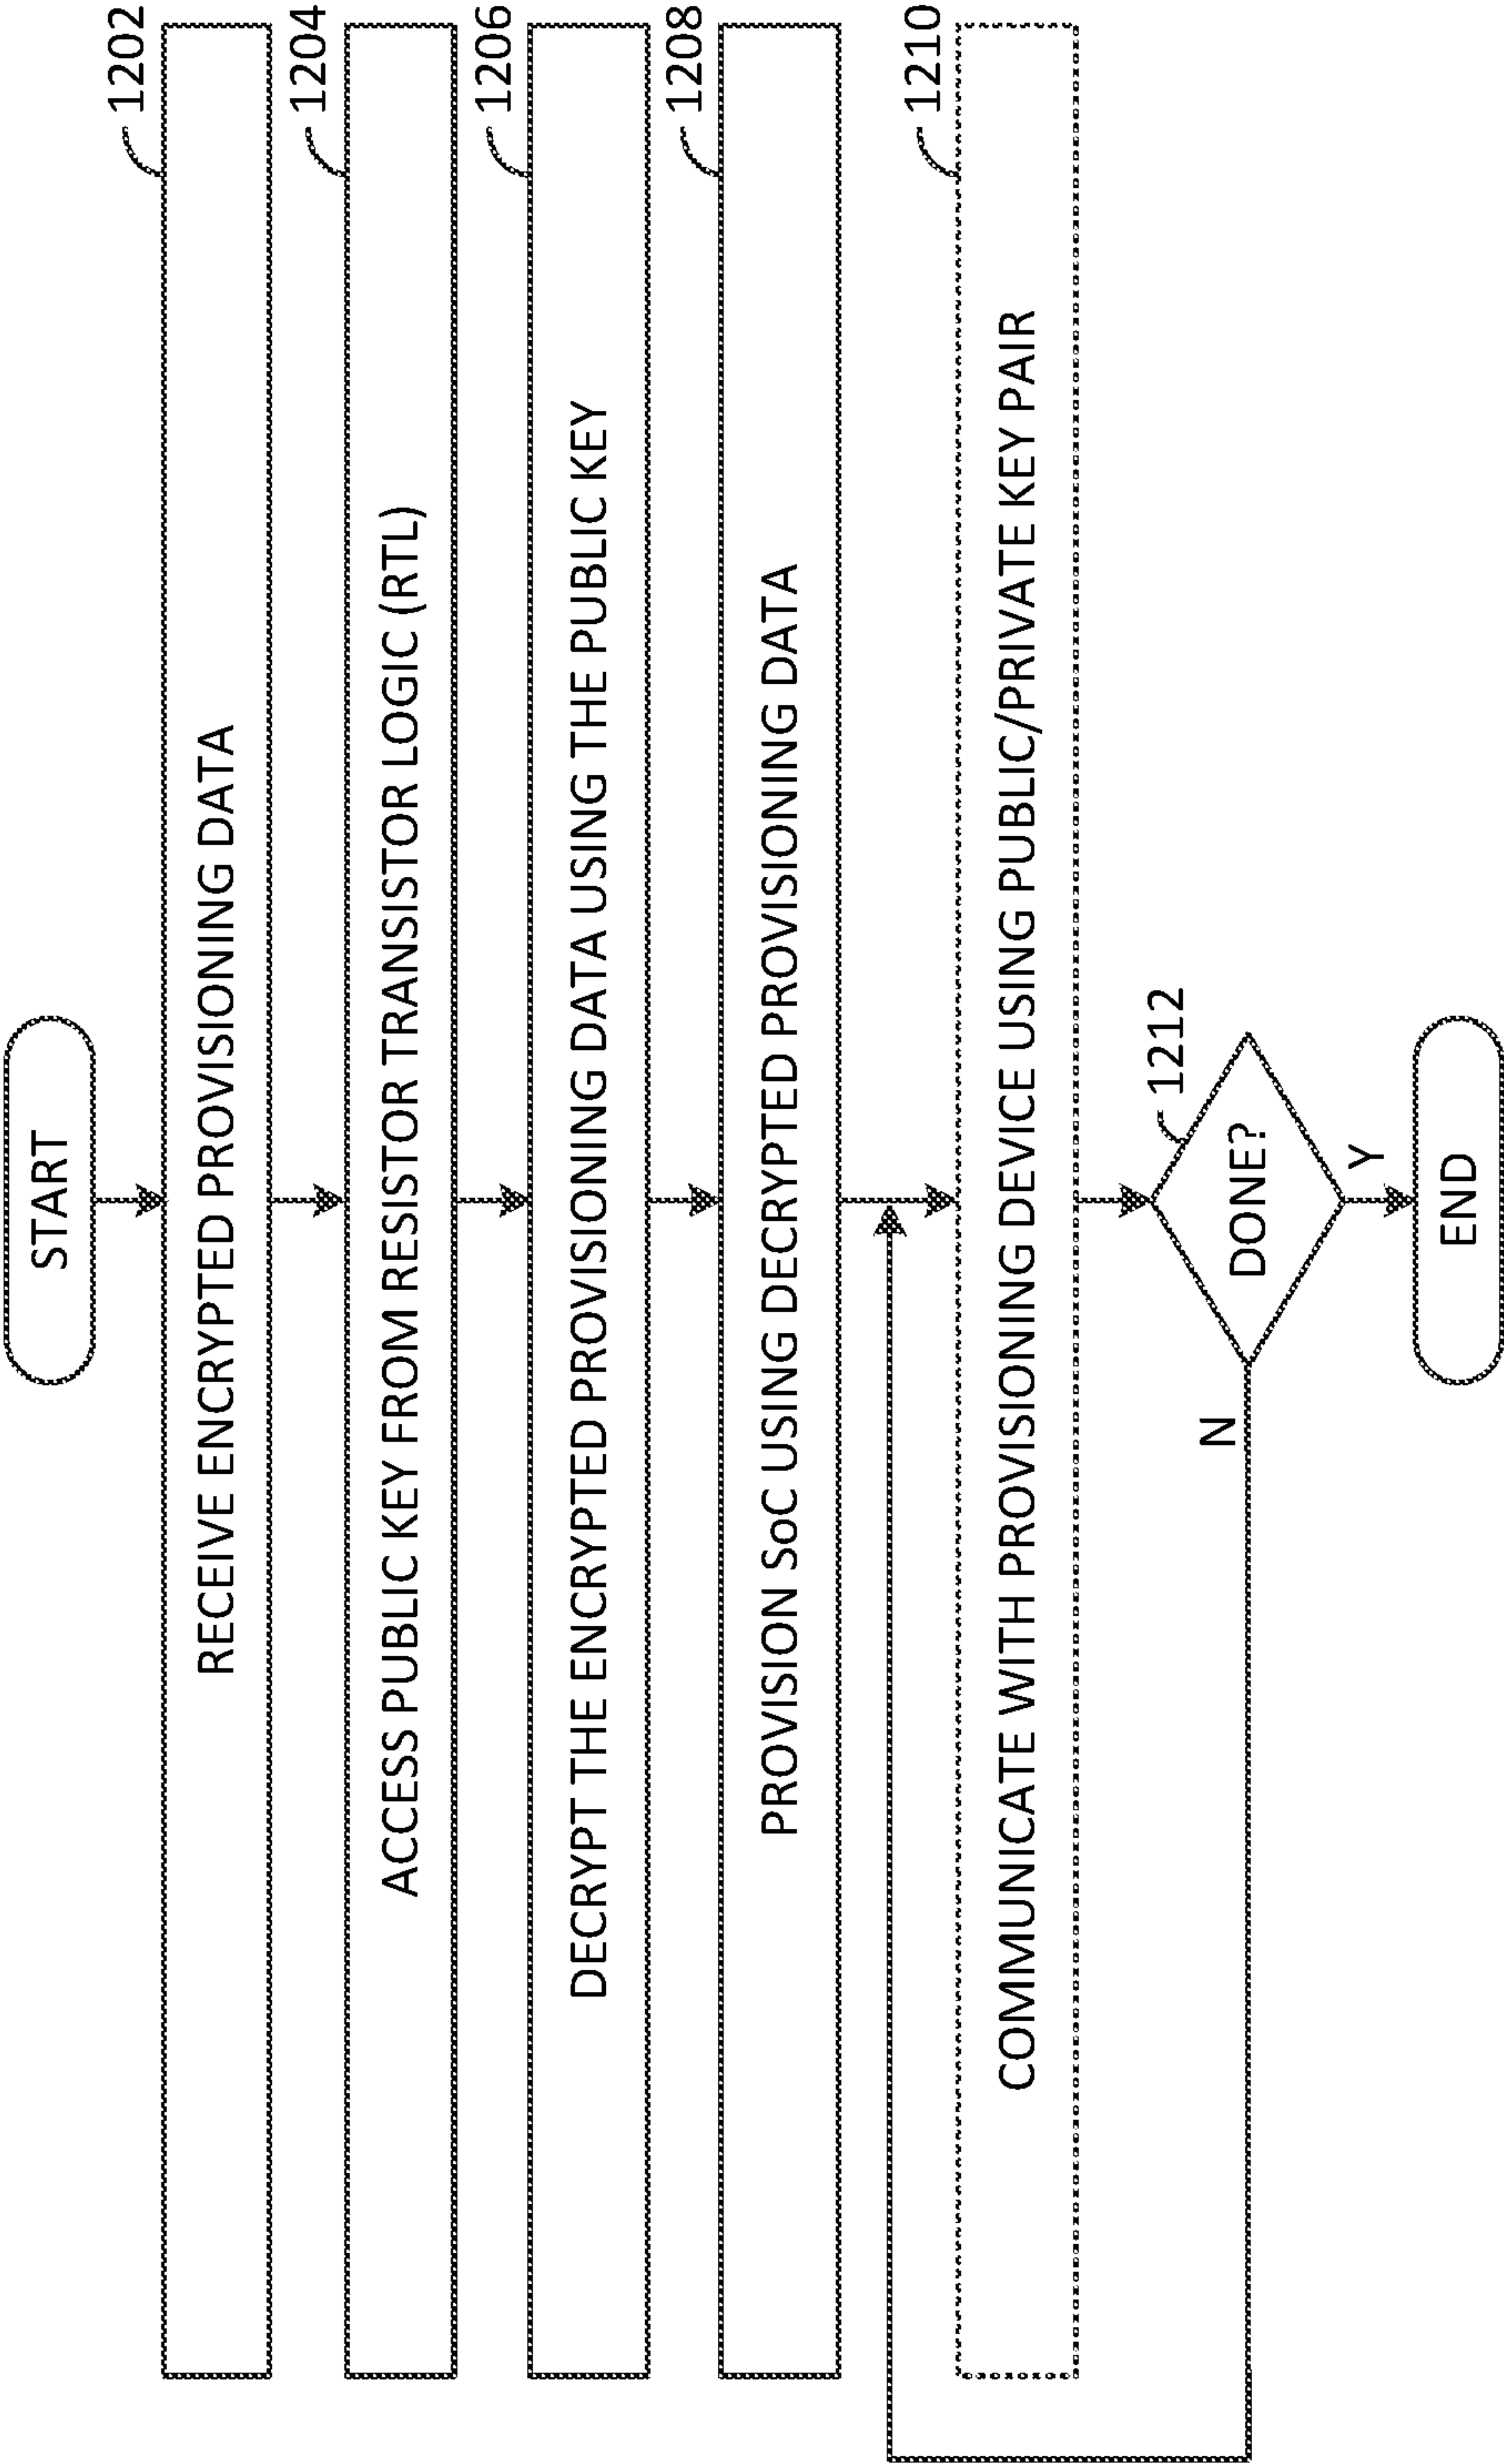 START
1202
RECEIVE ENCRYPTED PROVISIONING DATA
1204
ACCESS PUBLIC KEY FROM RESISTOR TRANSISTOR LOGIC (RTL)
1206
DECRYPT THE ENCRYPTED PROVISIONING DATA USING THE PUBLIC KEY
1208
PROVISION SoC USING DECRYPTED PROVISIONING DATA
1210
COMMUNICATE WITH PROVISIONING DEVICE USING PUBLIC/PRIVATE KEY PAIR
1212
DONE?
N
Y
END